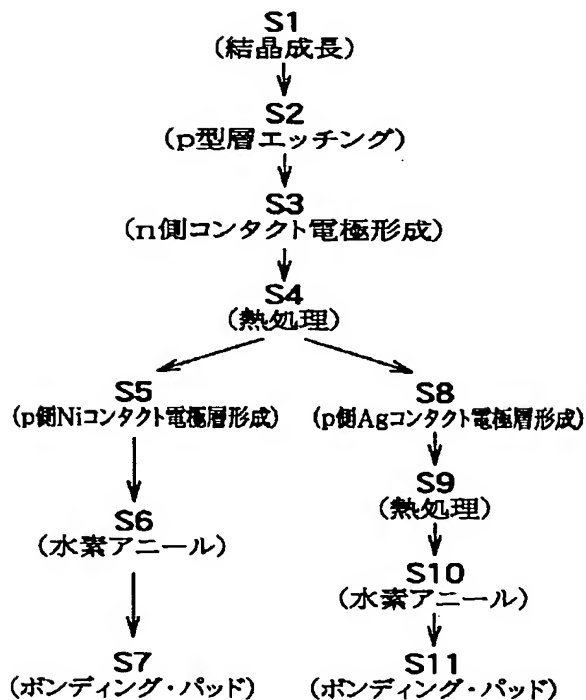 S1
(結晶成長)
S2
(p型層エッチング)
S3
(n側コンタクト電極形成)
S4
(熱処理)
S5
(p側Niコンタクト電極層形成)
S6
(水素アニール)
S7
(ボンディング・パッド)
S8
(p側Agコンタクト電極層形成)
S9
(熱処理)
S10
(水素アニール)
S11
(ボンディング・パッド)